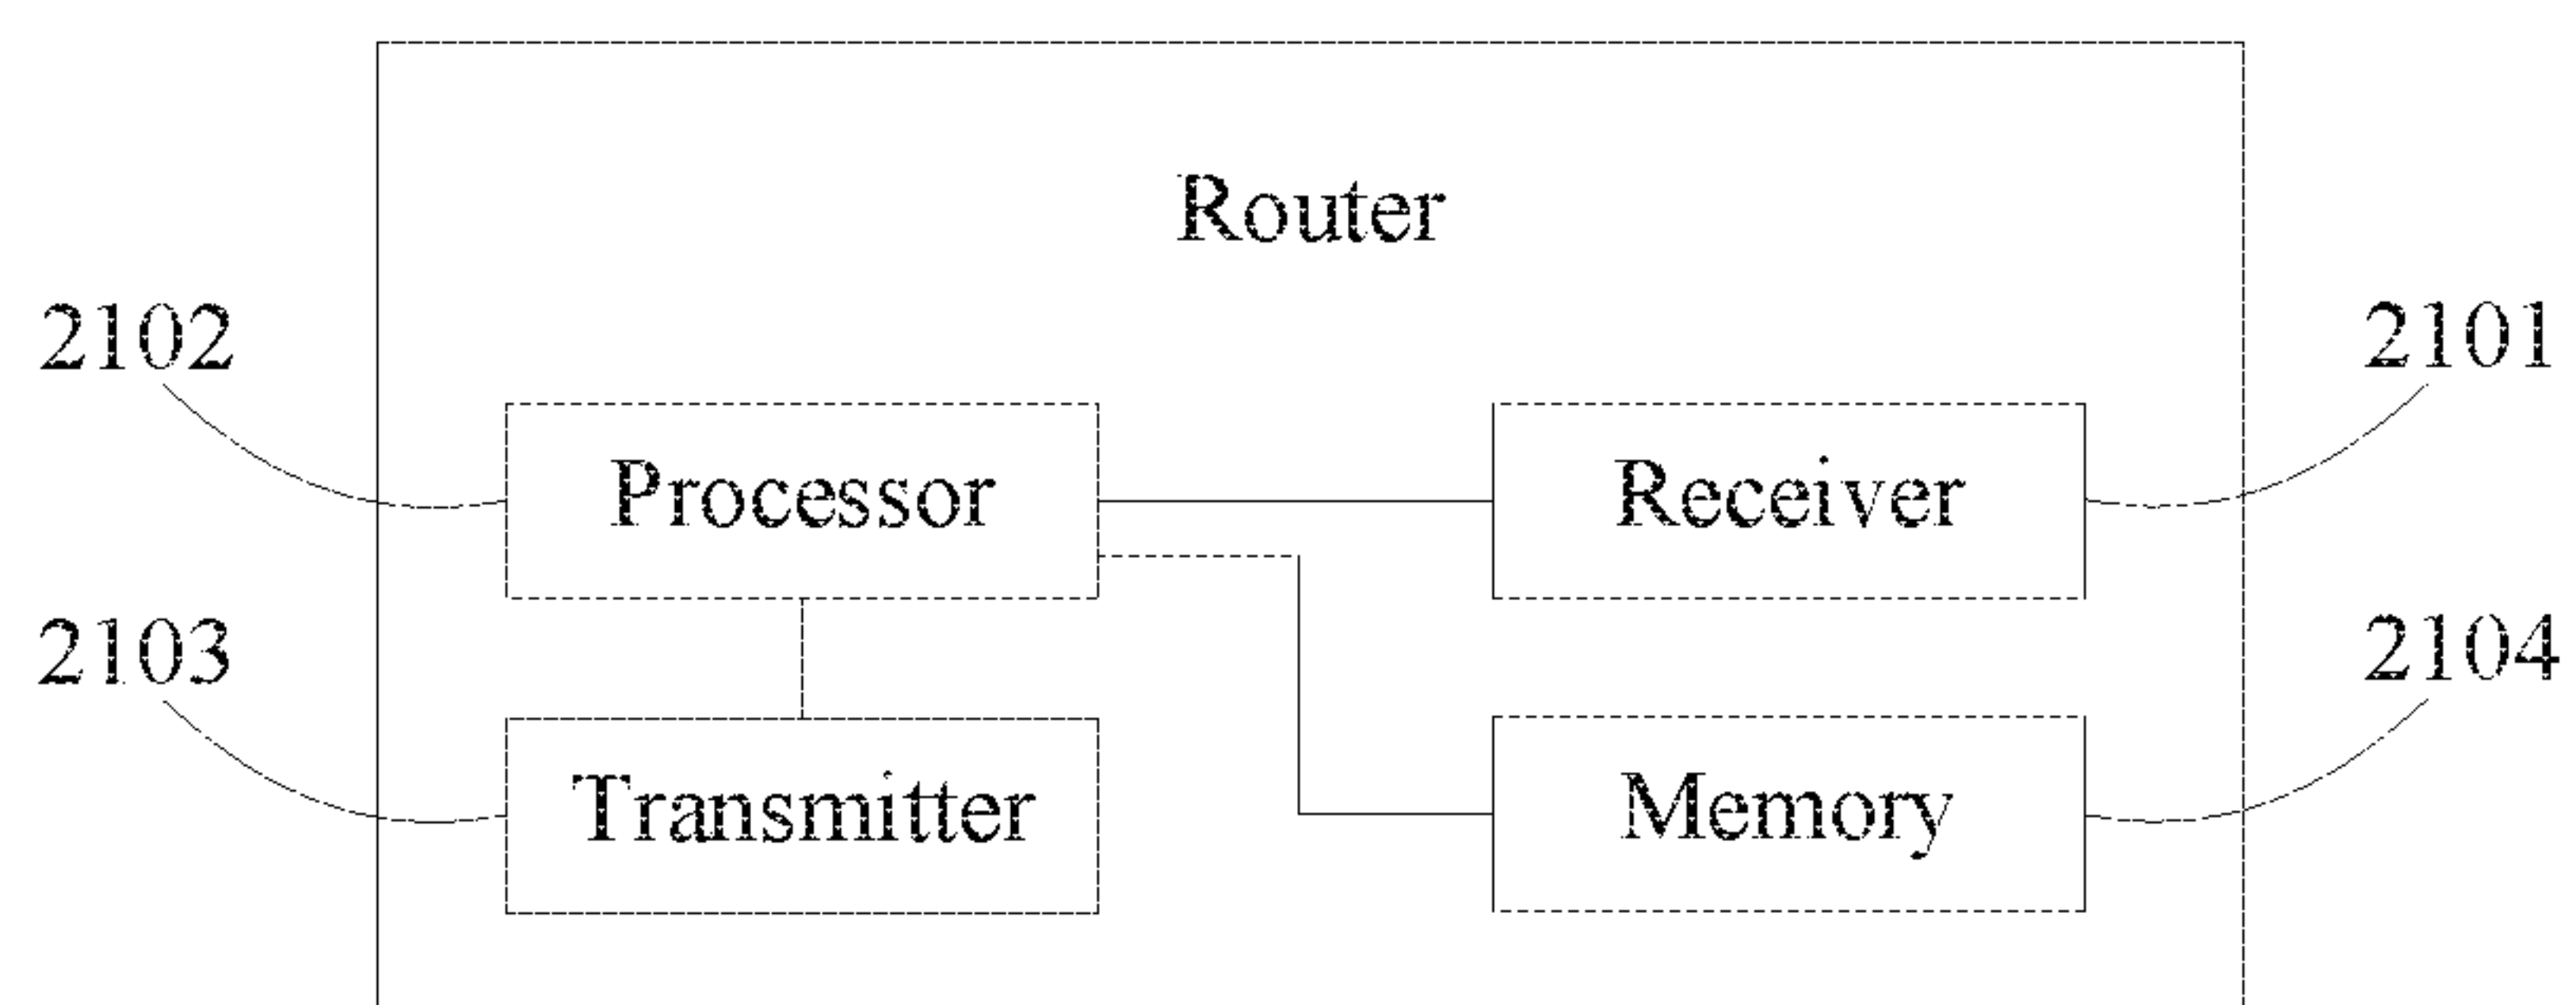 Router
2102
2101
Processor
Receiver
2103
2104
Transmitter
Memory